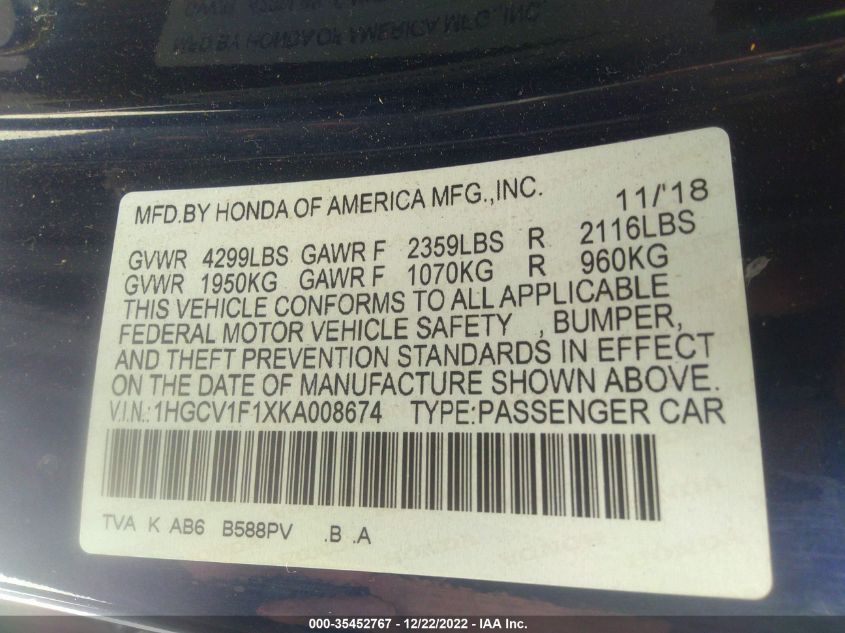 MFD.BY HONDA OF AMERICA MFG.,INC. 11/'18
GVWR 4299LBS GAWR F 2359LBS R 2116LBS
GVWR 1950KG GAWR F 1070KG R 960KG
THIS VEHICLE CONFORMS TO ALL APPLICABLE
FEDERAL MOTOR VEHICLE SAFETY , BUMPER,
AND THEFT PREVENTION STANDARDS IN EFFECT
ON THE DATE OF MANUFACTURE SHOWN ABOVE.
V.I.N.:1HGCV1F1XKA008674 TYPE:PASSENGER CAR
TVA K AB6 B588PV .B .A
000-35452767 - 12/22/2022 - IAA Inc.